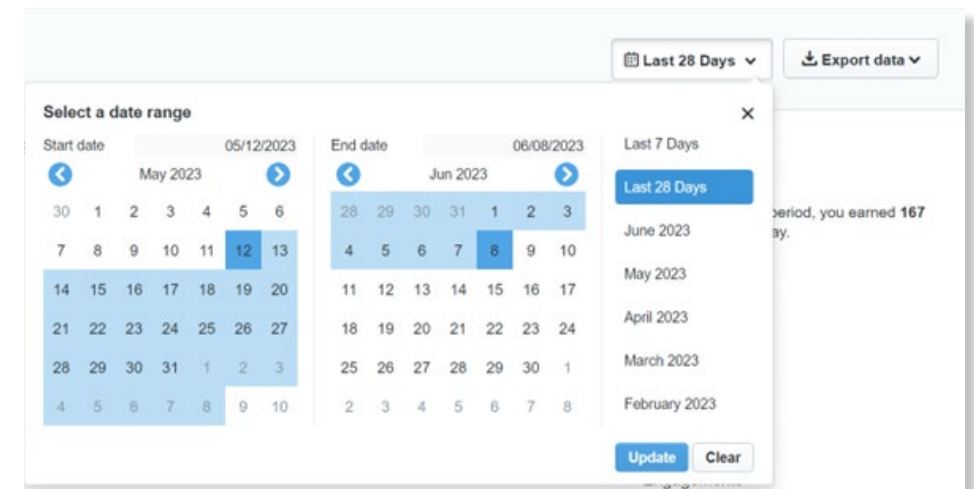 Last 28 Days
Export data
Select a date range
Start date 05/12/2023
May 2023
30 1 2 3 4 5 6
7 8 9 10 11 12 13
14 15 16 17 18 19 20
21 22 23 24 25 26 27
28 29 30 31 1 2 3
4 5 6 7 8 9 10
End date 06/08/2023
Jun 2023
28 29 30 31 1 2 3
4 5 6 7 8 9 10
11 12 13 14 15 16 17
18 19 20 21 22 23 24
25 26 27 28 29 30 1
2 3 4 5 6 7 8
Last 7 Days
Last 28 Days
June 2023
May 2023
April 2023
March 2023
February 2023
Update Clear
period, you earned 167
ay.
Engagements